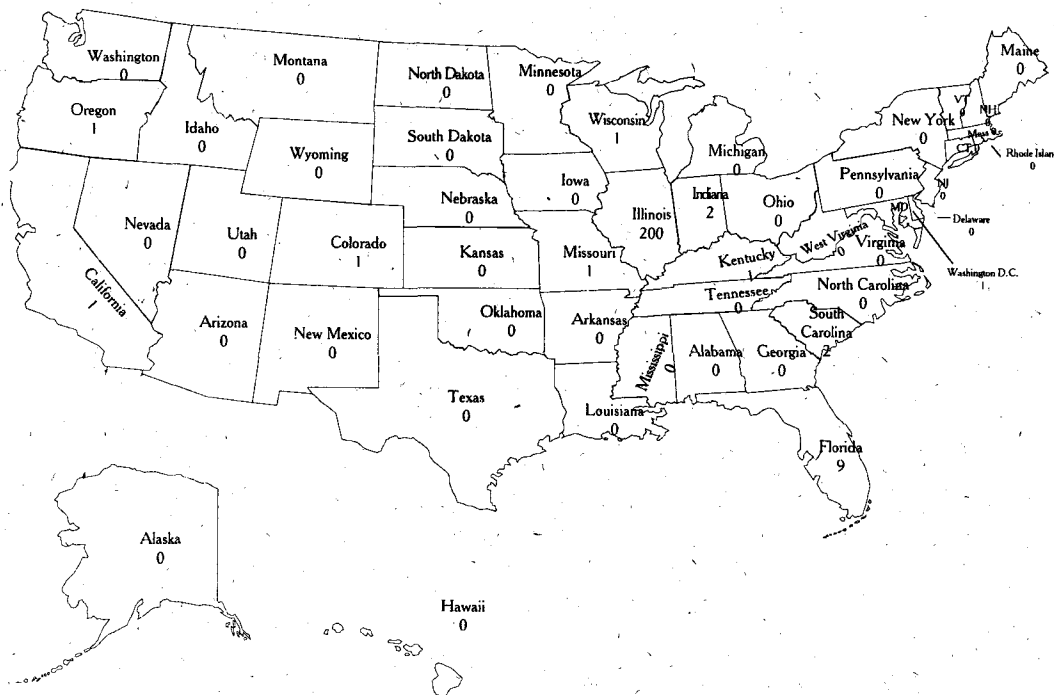 Washington
0
Oregon
1
Idaho
0
Montana
0
North Dakota
0
Minnesota
0
South Dakota
0
Wyoming
0
Wisconsin
1
Michigan
0
Maine
0
VT
0
NH
New York
0
Mass
Rhode Islan
0
Nevada
0
Utah
0
Colorado
1
California
1
Nebraska
0
Iowa
0
Kansas
0
Illinois
200
Indiana
2
Ohio
0
Pennsylvania
0
NJ
0
MD
Delaware
0
Washington D.C.
1
West Virginia
0
Virginia
0
Missouri
1
Kentucky
1
Tennessee
0
North Carolina
0
South
Carolina
2
Arizona
0
New Mexico
0
Oklahoma
0
Arkansas
0
Texas
0
Louisiana
0
Mississippi
0
Alabama
0
Georgia
0
Florida
9
Alaska
0
Hawaii
0